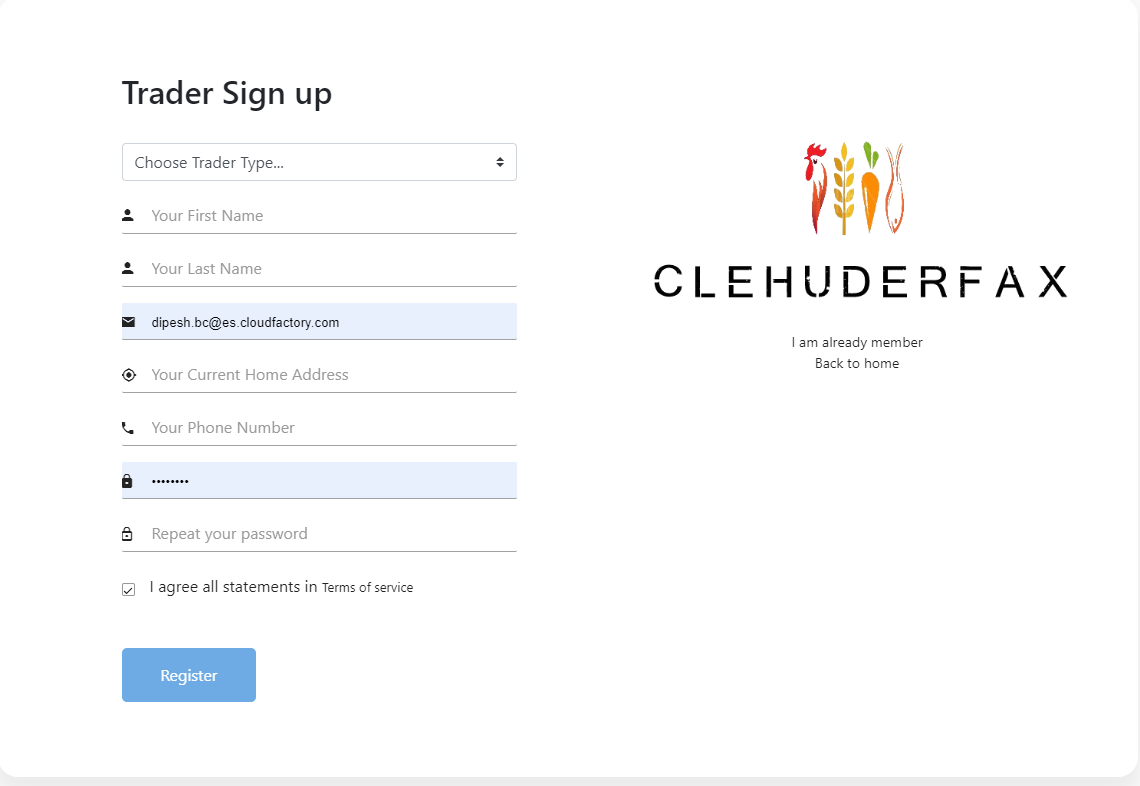 Trader Sign up
Choose Trader Type...
Your First Name
Your Last Name
dipesh.bc@es.cloudfactory.com
Your Current Home Address
Your Phone Number
••••••••
Repeat your password
I agree all statements in Terms of service
Register
CLEHUDERFAX
I am already member
Back to home